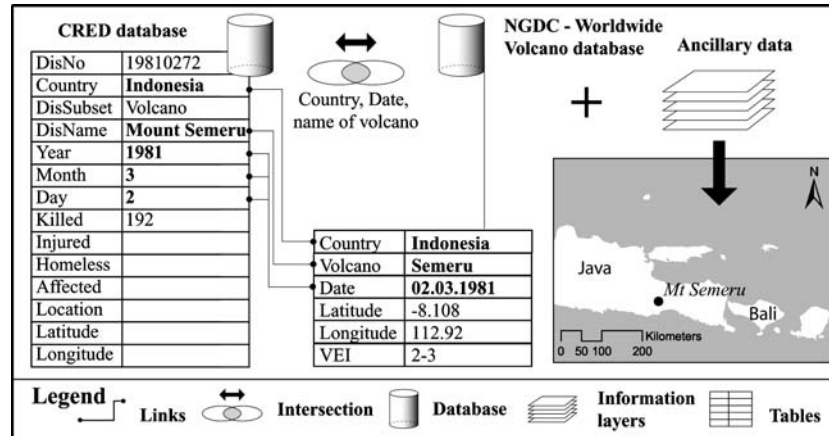 CRED database
DisNo 19810272
Country Indonesia
DisSubset Volcano
DisName Mount Semeru
Year 1981
Month 3
Day 2
Killed 192
Injured
Homeless
Affected
Location
Latitude
Longitude
Country, Date,
name of volcano
NGDC - Worldwide
Volcano database
Ancillary data
+
Country Indonesia
Volcano Semeru
Date 02.03.1981
Latitude -8.108
Longitude 112.92
VEI 2-3
N
Java
Mt Semeru
Bali
Kilometers
0 50 100 200
Legend
Links
Intersection
Database
Information
layers
Tables